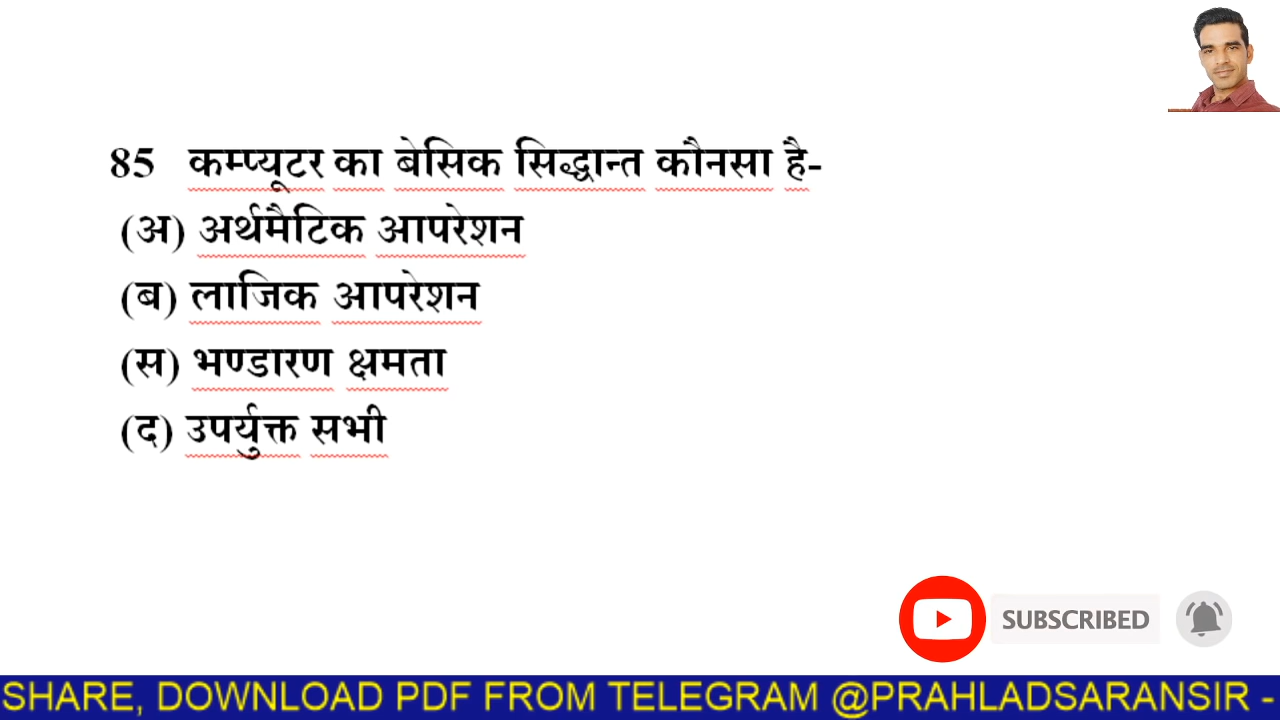 85 कम्प्यूटर का बेसिक सिद्धान्त कौनसा है-
(अ) अर्थमैटिक आपरेशन
(ब) लाजिक आपरेशन
(स) भण्डारण क्षमता
(द) उपर्युक्त सभी
SUBSCRIBED
SHARE, DOWNLOAD PDF FROM TELEGRAM @PRAHLADSARANSIR -